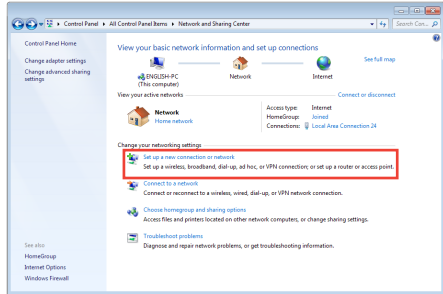 Control Panel ▸ All Control Panel Items ▸ Network and Sharing Center
Search Con...
Control Panel Home
Change adapter settings
Change advanced sharing
settings
View your basic network information and set up connections
See full map
ENGLISH-PC
(This computer)
Network
Internet
View your active networks
Connect or disconnect
Network
Home network
Access type: Internet
HomeGroup: Joined
Connections: Local Area Connection 24
Change your networking settings
Set up a new connection or network
Set up a wireless, broadband, dial-up, ad hoc, or VPN connection; or set up a router or access point.
Connect to a network
Connect or reconnect to a wireless, wired, dial-up, or VPN network connection.
Choose homegroup and sharing options
Access files and printers located on other network computers, or change sharing settings.
Troubleshoot problems
Diagnose and repair network problems, or get troubleshooting information.
See also
HomeGroup
Internet Options
Windows Firewall